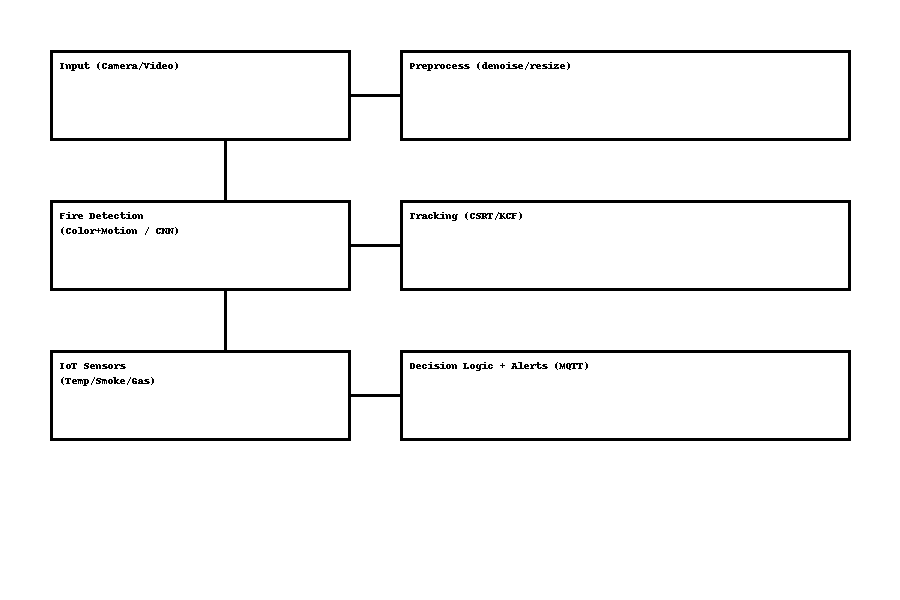 Input (Camera/Video)
Preprocess (denoise/resize)
Fire Detection
(Color+Motion / CNN)
Tracking (CSRT/KCF)
IoT Sensors
(Temp/Smoke/Gas)
Decision Logic + Alerts (MQTT)